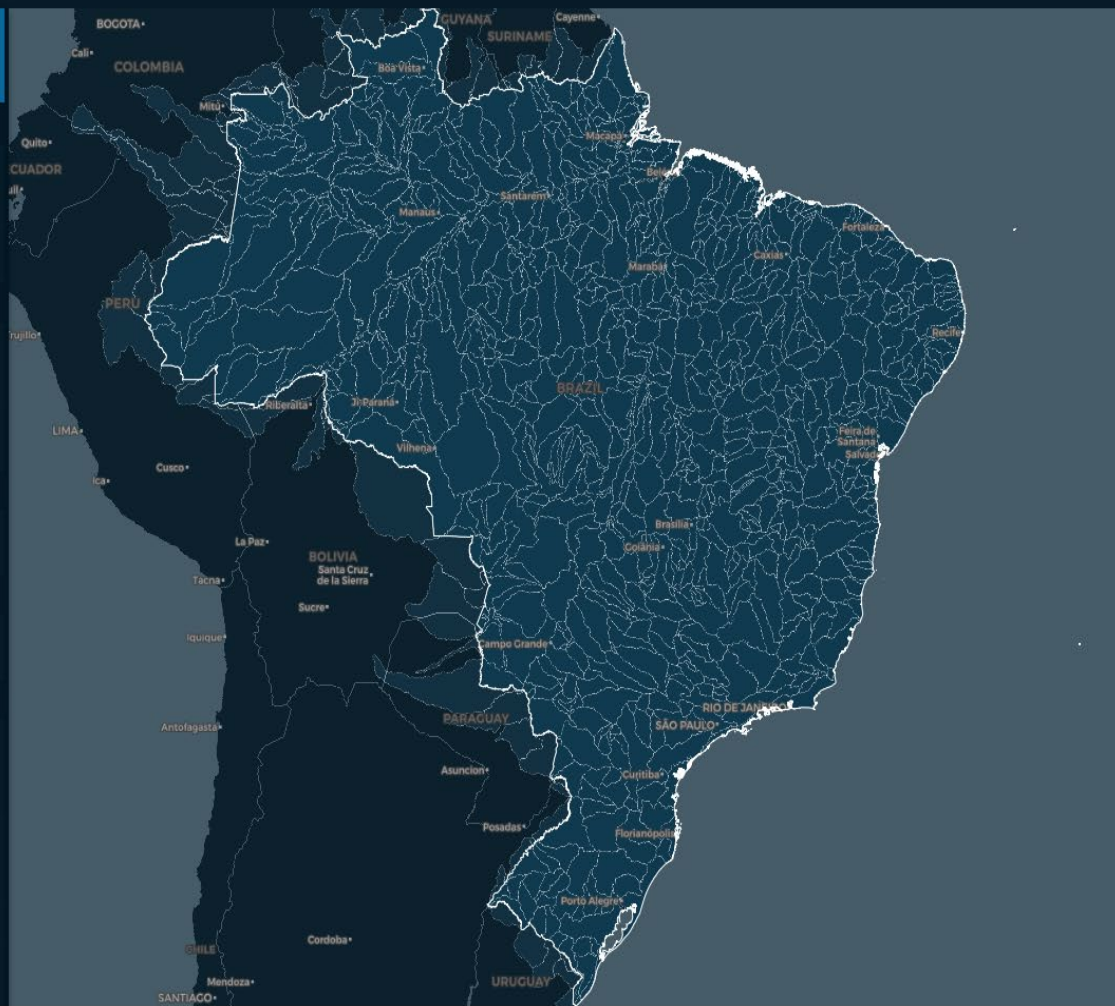 BOGOTA
Cali
COLOMBIA
GUYANA
SURINAME
Cayenne
Boa Vista
Mitú
Quito
CUADOR
Macapá
Santarém
Manaus
Fortaleza
Caxias
Marabá
PERÚ
Trujillo
Recife
BRAZIL
Riberalta
Ji-Paraná
LIMA
Vilhena
Feira de
Santana
Salvad
Cusco
ica
Brasília
Goiânia
La Paz
BOLIVIA
Santa Cruz
de la Sierra
Tacna
Sucre
Iquique
Campo Grande
RIO DE JANEIRO
SÃO PAULO
PARAGUAY
Antofagasta
Asuncion
Curitiba
Posadas
Florianópolis
Porto Alegre
Cordoba
CHILE
Mendoza
URUGUAY
SANTIAGO